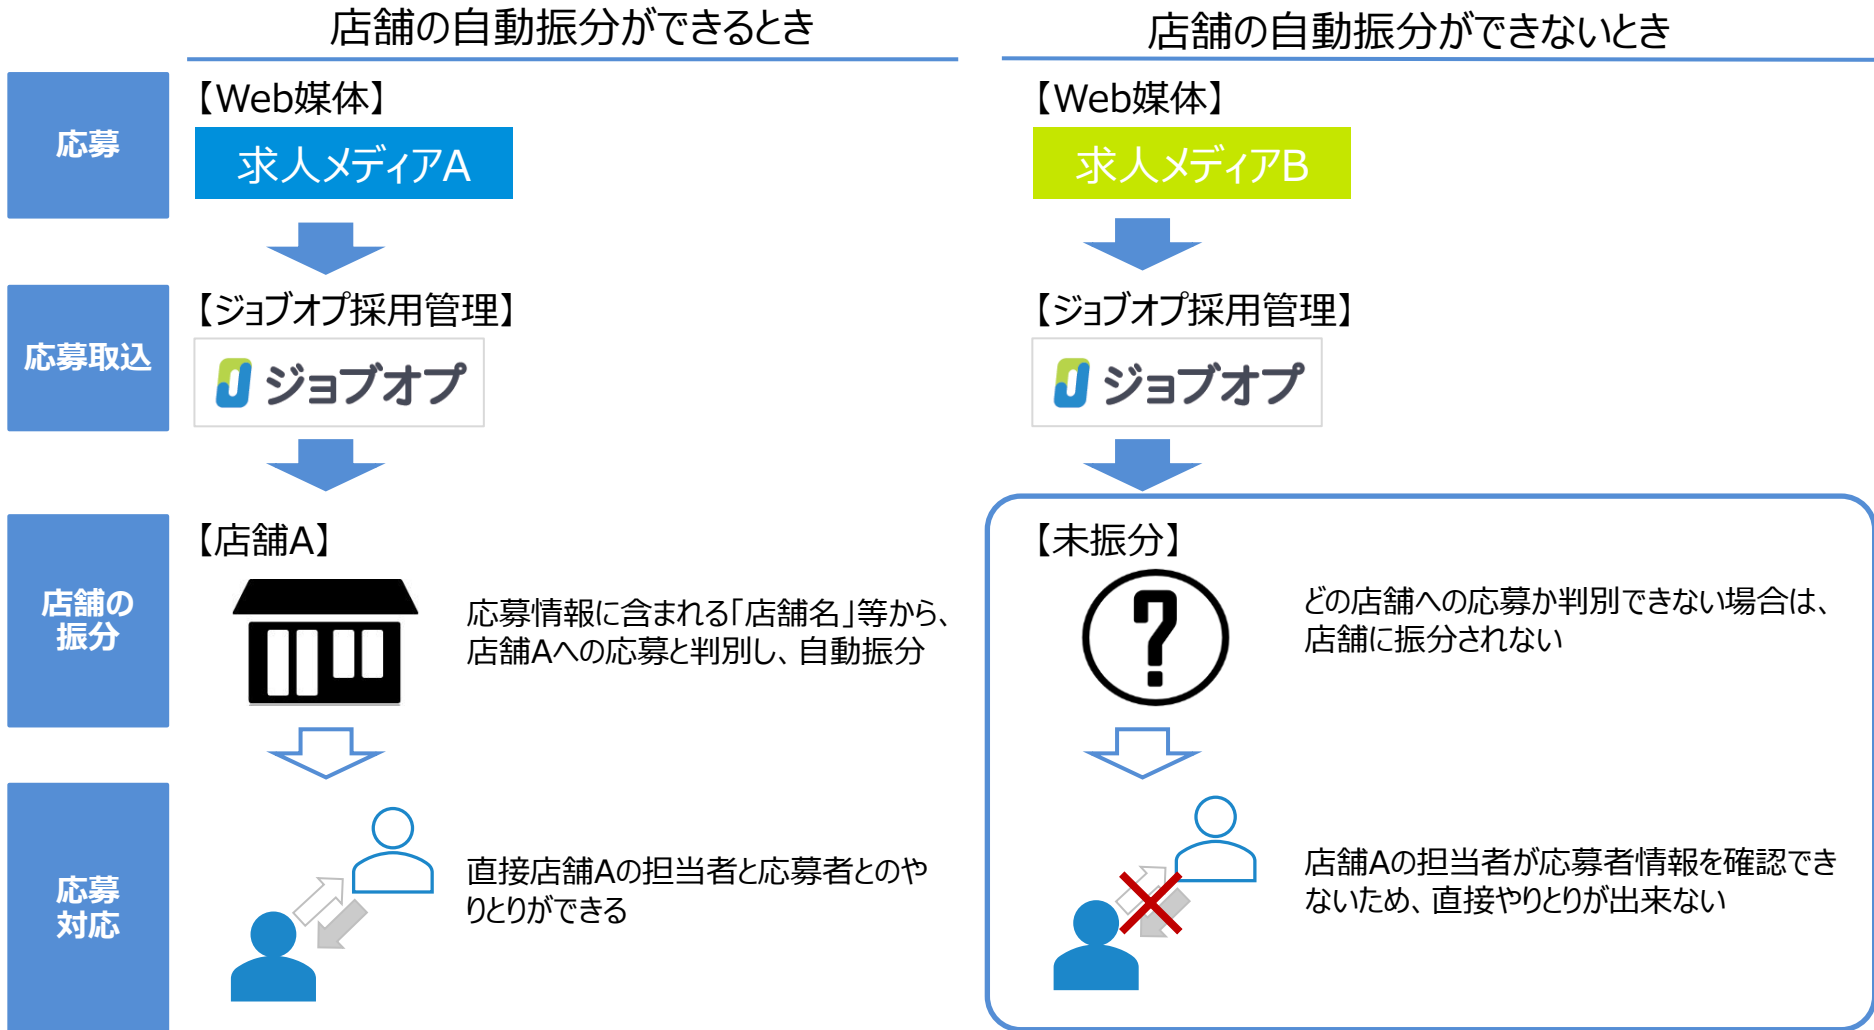 店舗の自動振分ができるとき
店舗の自動振分ができないとき
応募
【Web媒体】
求人メディアA
【Web媒体】
求人メディアB
応募取込
【ジョブオプ採用管理】
ジョブオプ
【ジョブオプ採用管理】
ジョブオプ
店舗の
振分
【店舗A】
応募情報に含まれる「店舗名」等から、
店舗Aへの応募と判別し、自動振分
【未振分】
?
どの店舗への応募か判別できない場合は、
店舗に振分されない
応募
対応
直接店舗Aの担当者と応募者とのや
りとりができる
店舗Aの担当者が応募者情報を確認でき
ないため、直接やりとりが出来ない